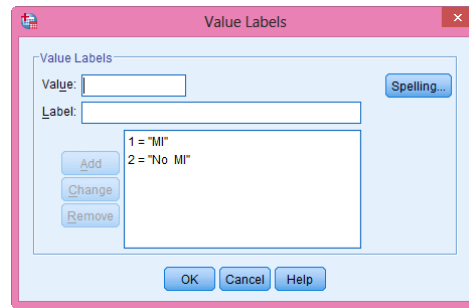 Value Labels
Value Labels
Value:
Spelling...
Label:
1 = "MI"
2 = "No MI"
Add
Change
Remove
OK Cancel Help